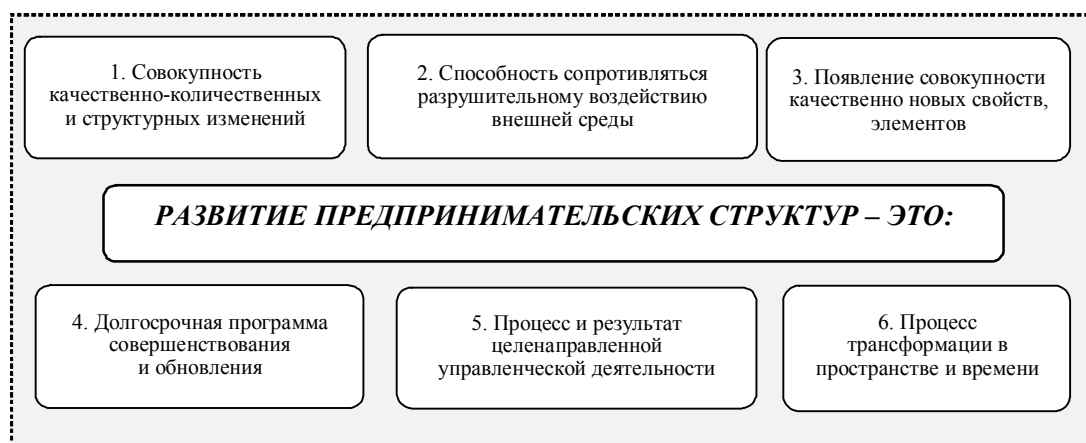 1. Совокупность
качественно-количественных
и структурных изменений
2. Способность сопротивляться
разрушительному воздействию
внешней среды
3. Появление совокупности
качественно новых свойств,
элементов
РАЗВИТИЕ ПРЕДПРИНИМАТЕЛЬСКИХ СТРУКТУР – ЭТО:
4. Долгосрочная программа
совершенствования
и обновления
5. Процесс и результат
целенаправленной
управленческой деятельности
6. Процесс
трансформации в
пространстве и времени